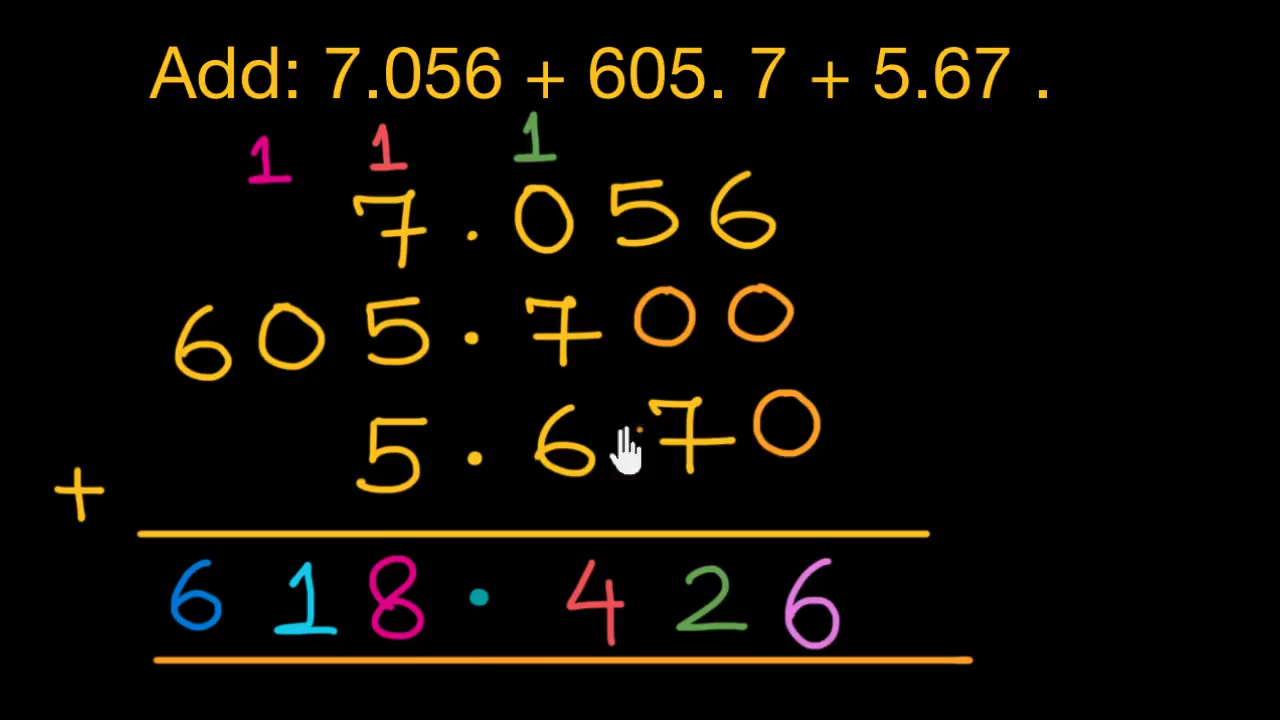 Add: 7.056 + 605. 7 + 5.67 .
1 1 1
7.056
605.700
5.670
+
618.426